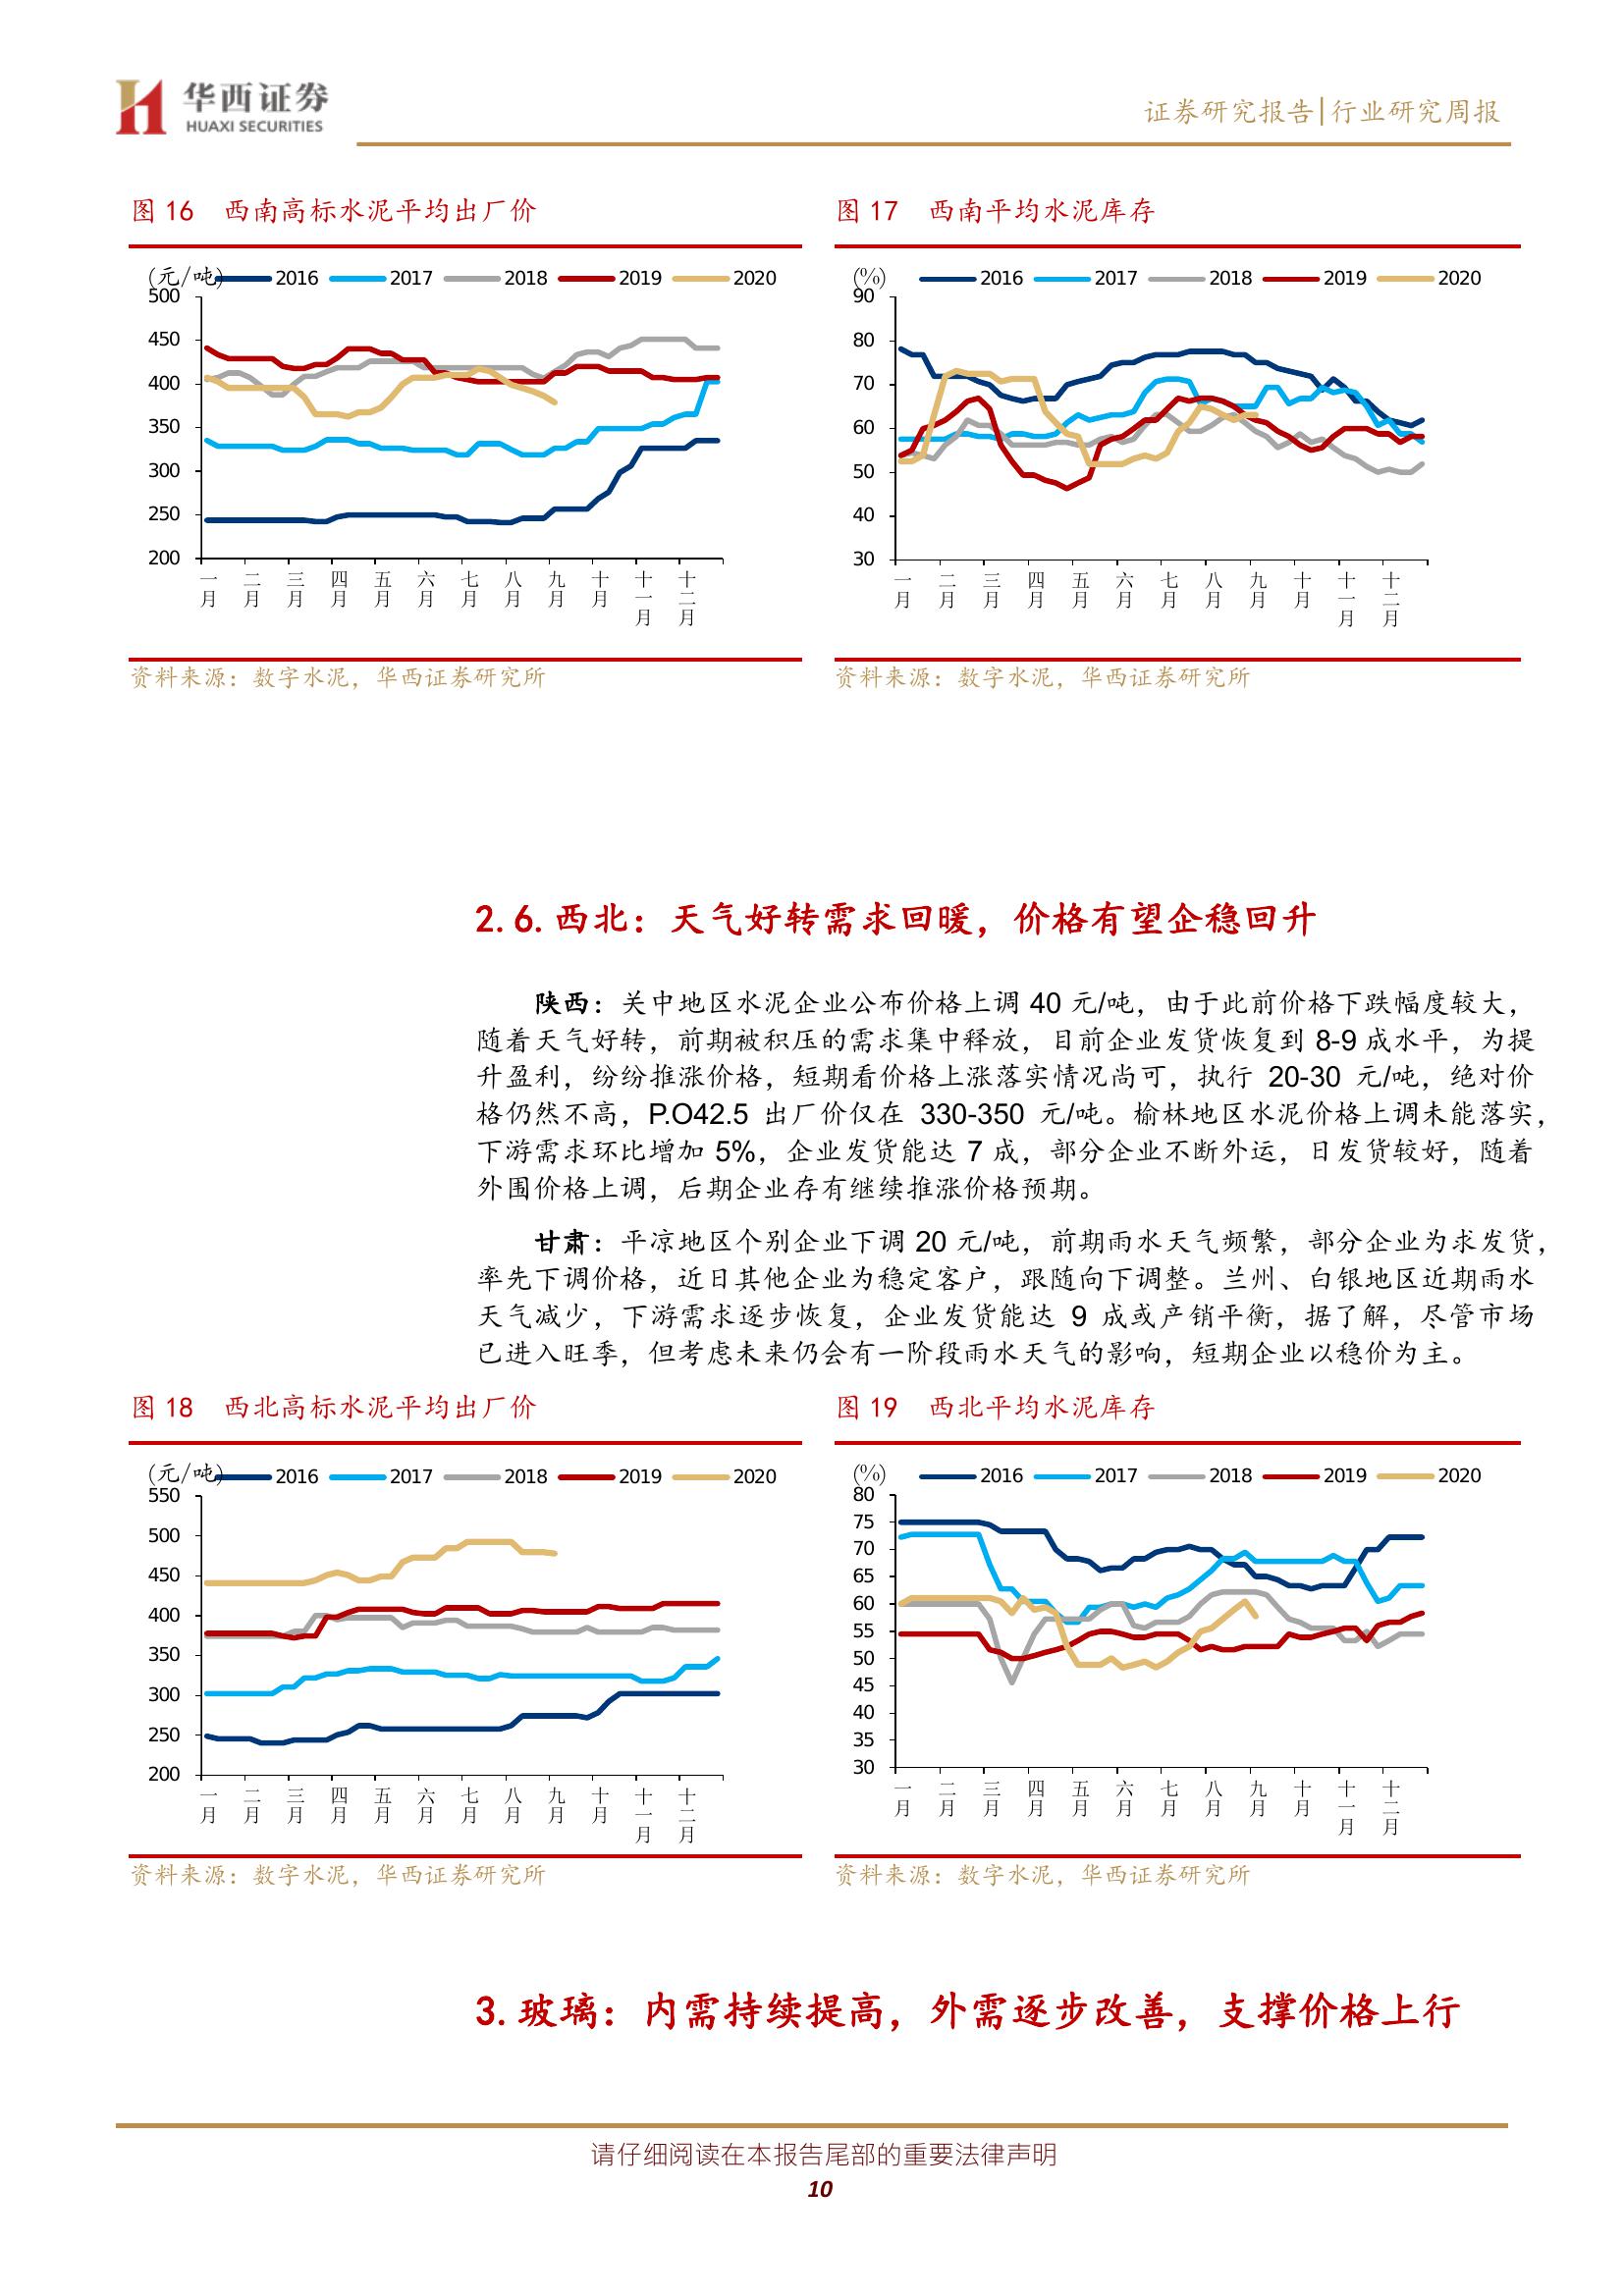 华西证券
HUAXI SECURITIES
证券研究报告|行业研究周报
图 16 西南高标水泥平均出厂价
图 17 西南平均水泥库存
(元/吨) 2016 2017 2018 2019 2020
500
450
400
350
300
250
200
一月 二月 三月 四月 五月 六月 七月 八月 九月 十月 十一月 十二月
(%) 2016 2017 2018 2019 2020
90
80
70
60
50
40
30
一月 二月 三月 四月 五月 六月 七月 八月 九月 十月 十一月 十二月
资料来源：数字水泥，华西证券研究所
资料来源：数字水泥，华西证券研究所
2.6.西北：天气好转需求回暖，价格有望企稳回升
陕西：关中地区水泥企业公布价格上调 40 元/吨，由于此前价格下跌幅度较大，
随着天气好转，前期被积压的需求集中释放，目前企业发货恢复到 8-9 成水平，为提
升盈利，纷纷推涨价格，短期看价格上涨落实情况尚可，执行 20-30 元/吨，绝对价
格仍然不高，P.O42.5 出厂价仅在 330-350 元/吨。榆林地区水泥价格上调未能落实，
下游需求环比增加 5%，企业发货能达 7 成，部分企业不断外运，日发货较好，随着
外围价格上调，后期企业存有继续推涨价格预期。
甘肃：平凉地区个别企业下调 20 元/吨，前期雨水天气频繁，部分企业为求发货，
率先下调价格，近日其他企业为稳定客户，跟随向下调整。兰州、白银地区近期雨水
天气减少，下游需求逐步恢复，企业发货能达 9 成或产销平衡，据了解，尽管市场
已进入旺季，但考虑未来仍会有一阶段雨水天气的影响，短期企业以稳价为主。
图 18 西北高标水泥平均出厂价
图 19 西北平均水泥库存
(元/吨) 2016 2017 2018 2019 2020
550
500
450
400
350
300
250
200
一月 二月 三月 四月 五月 六月 七月 八月 九月 十月 十一月 十二月
(%) 2016 2017 2018 2019 2020
80
75
70
65
60
55
50
45
40
35
30
一月 二月 三月 四月 五月 六月 七月 八月 九月 十月 十一月 十二月
资料来源：数字水泥，华西证券研究所
资料来源：数字水泥，华西证券研究所
3.玻璃：内需持续提高，外需逐步改善，支撑价格上行
请仔细阅读在本报告尾部的重要法律声明
10